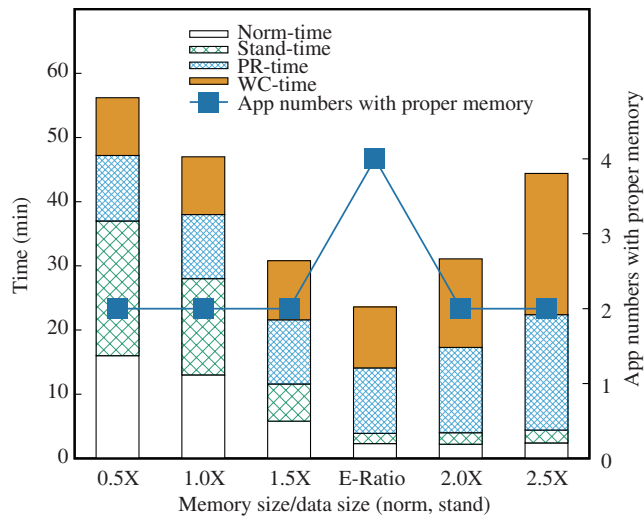 Norm-time
Stand-time
PR-time
WC-time
App numbers with proper memory
Time (min)
60
50
40
30
20
10
0
App numbers with proper memory
4
3
2
1
0
0.5X 1.0X 1.5X E-Ratio 2.0X 2.5X
Memory size/data size (norm, stand)